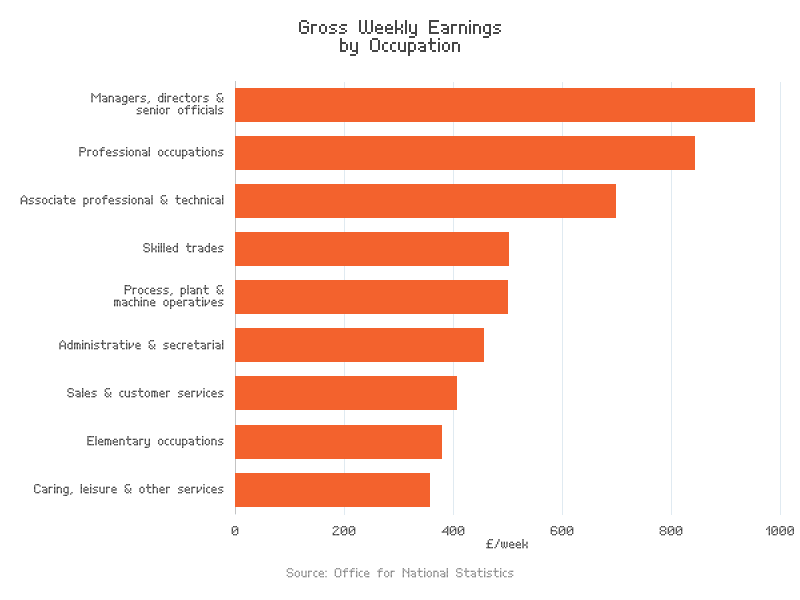 Gross Weekly Earnings
by Occupation
Managers, directors &
senior officials
Professional occupations
Associate professional & technical
Skilled trades
Process, plant &
machine operatives
Administrative & secretarial
Sales & customer services
Elementary occupations
Caring, leisure & other services
0 200 400 600 800 1000
£/week
Source: Office for National Statistics